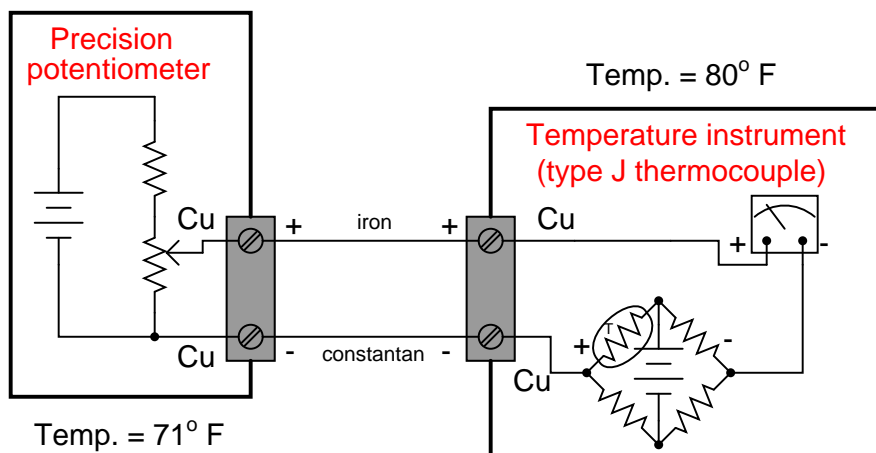 Precision
potentiometer
Temp. = 80° F
Temperature instrument
(type J thermocouple)
Cu
+
iron
+
Cu
+
-
T
+
-
Cu
-
constantan
-
Cu
Temp. = 71° F